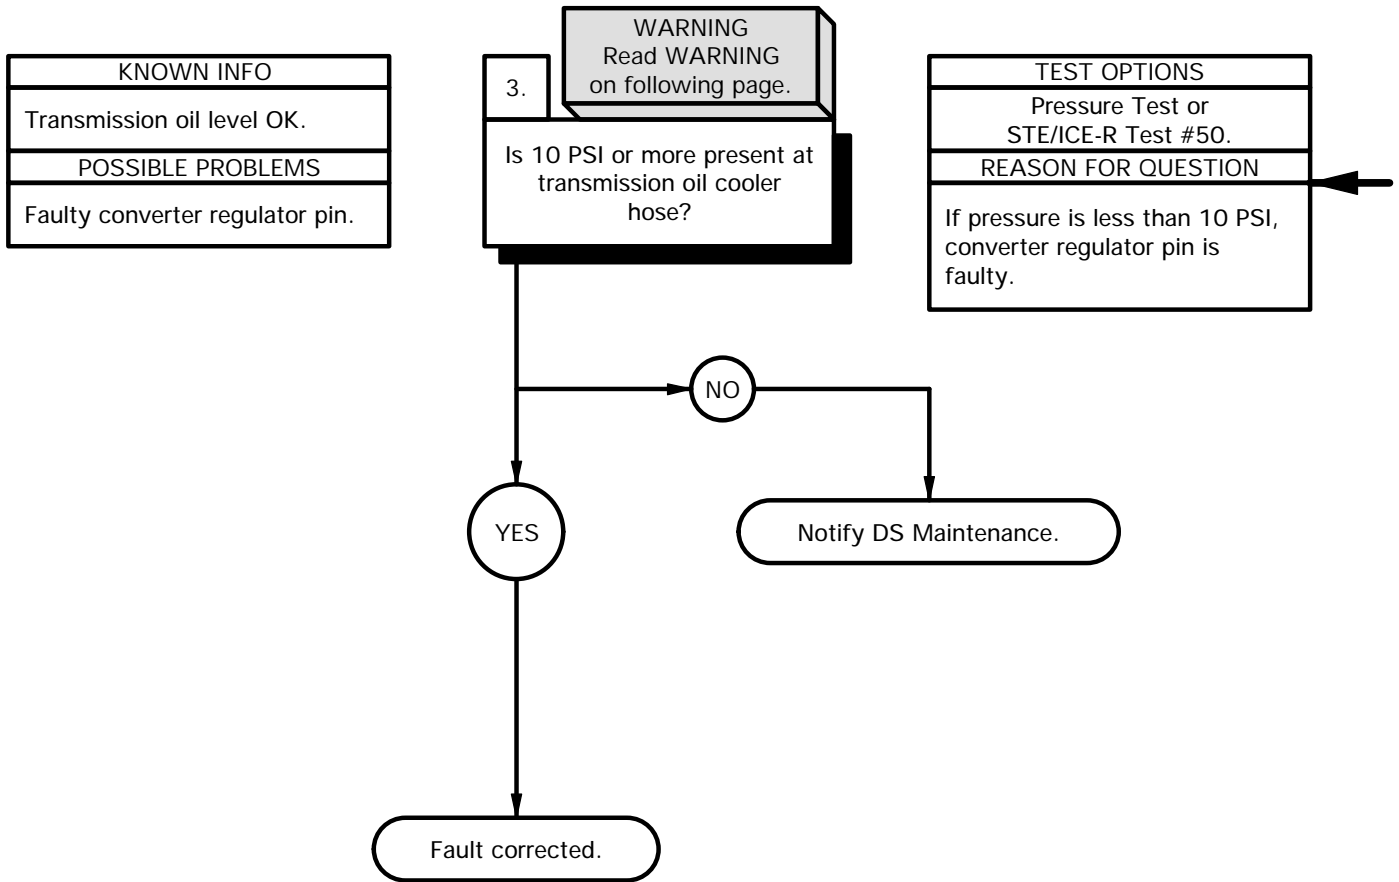 KNOWN INFO
Transmission oil level OK.
POSSIBLE PROBLEMS
Faulty converter regulator pin.
WARNING
Read WARNING
on following page.
3.
Is 10 PSI or more present at
transmission oil cooler
hose?
TEST OPTIONS
Pressure Test or
STE/ICE-R Test #50.
REASON FOR QUESTION
If pressure is less than 10 PSI,
converter regulator pin is
faulty.
NO
YES
Notify DS Maintenance.
Fault corrected.